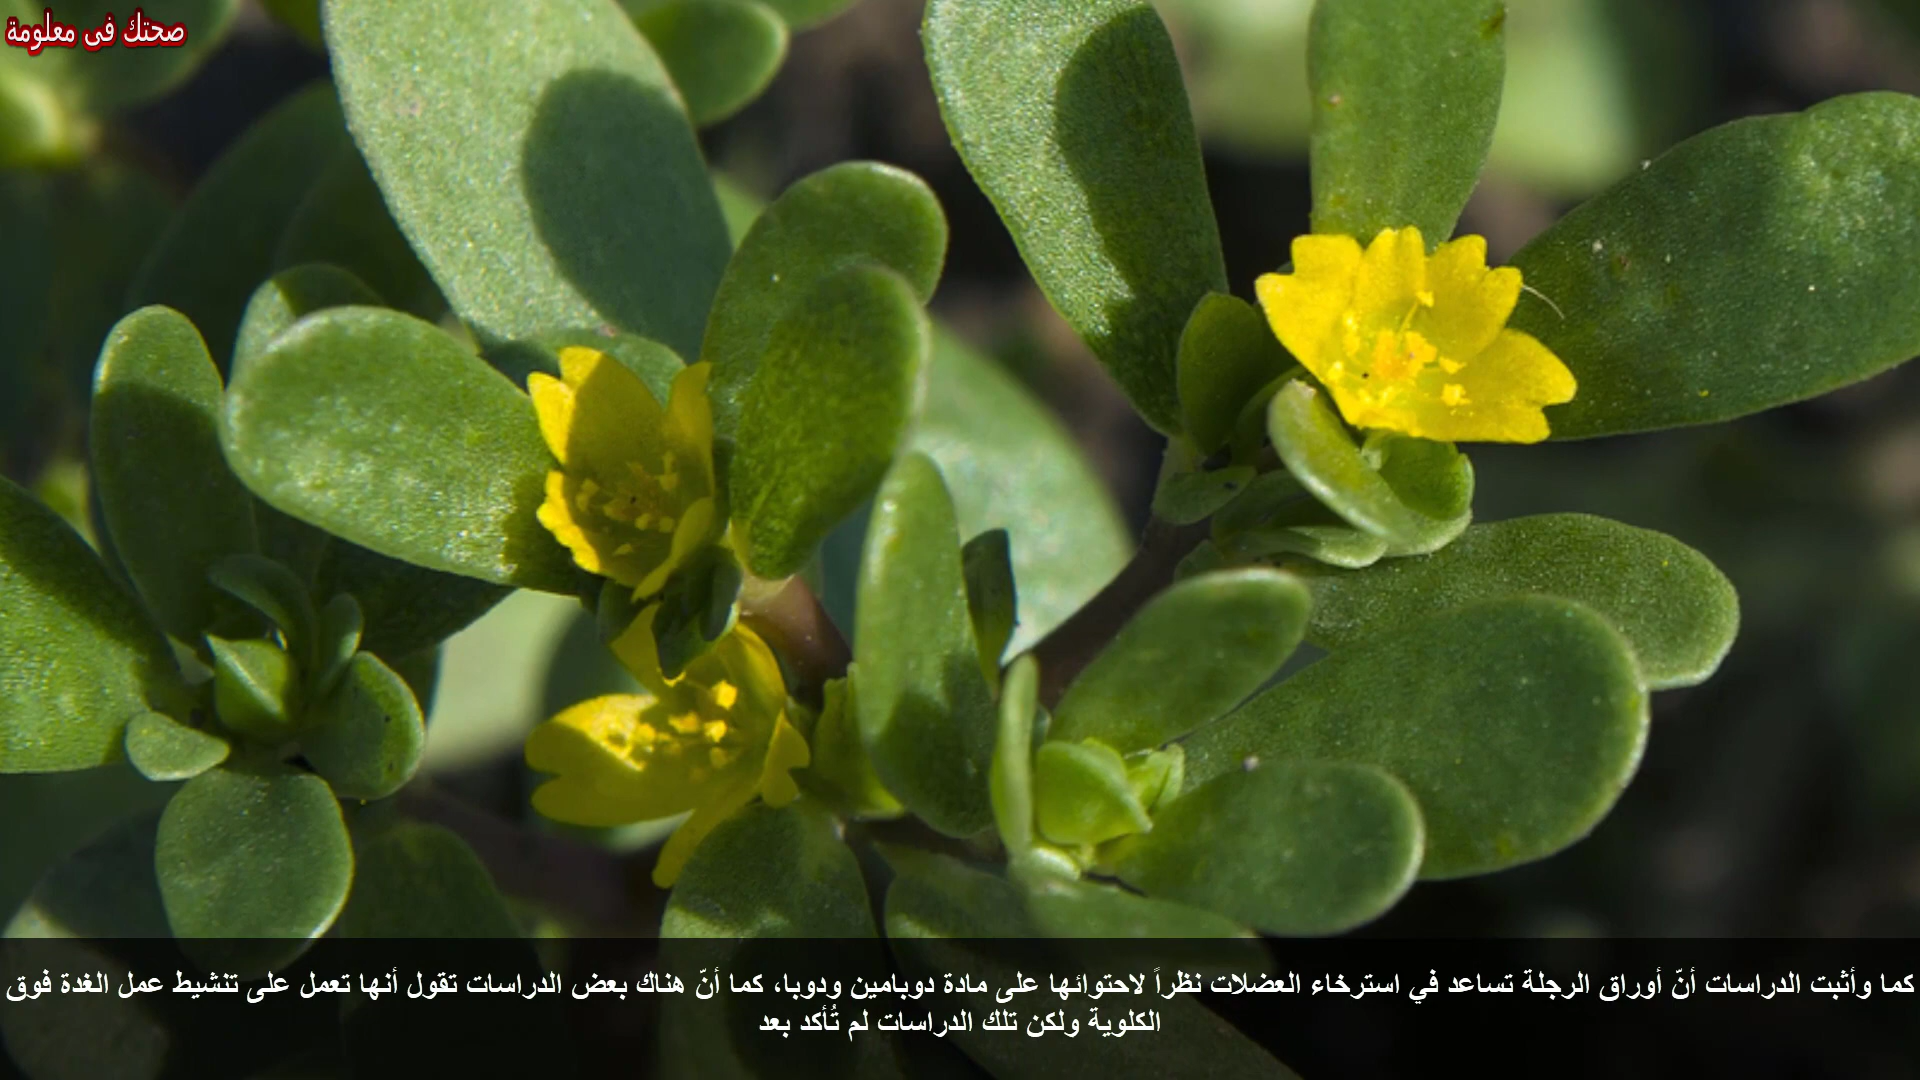 صحتك فى معلومة
كما وأثبت الدراسات أنّ أوراق الرجلة تساعد في استرخاء العضلات نظراً لاحتوائها على مادة دوبامين ودوبا، كما أنّ هناك بعض الدراسات تقول أنها تعمل على تنشيط عمل الغدة فوق
الكلوية ولكن تلك الدراسات لم تُأكد بعد